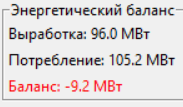 Энергетический баланс
Выработка: 96.0 МВт
Потребление: 105.2 МВт
Баланс: -9.2 МВт